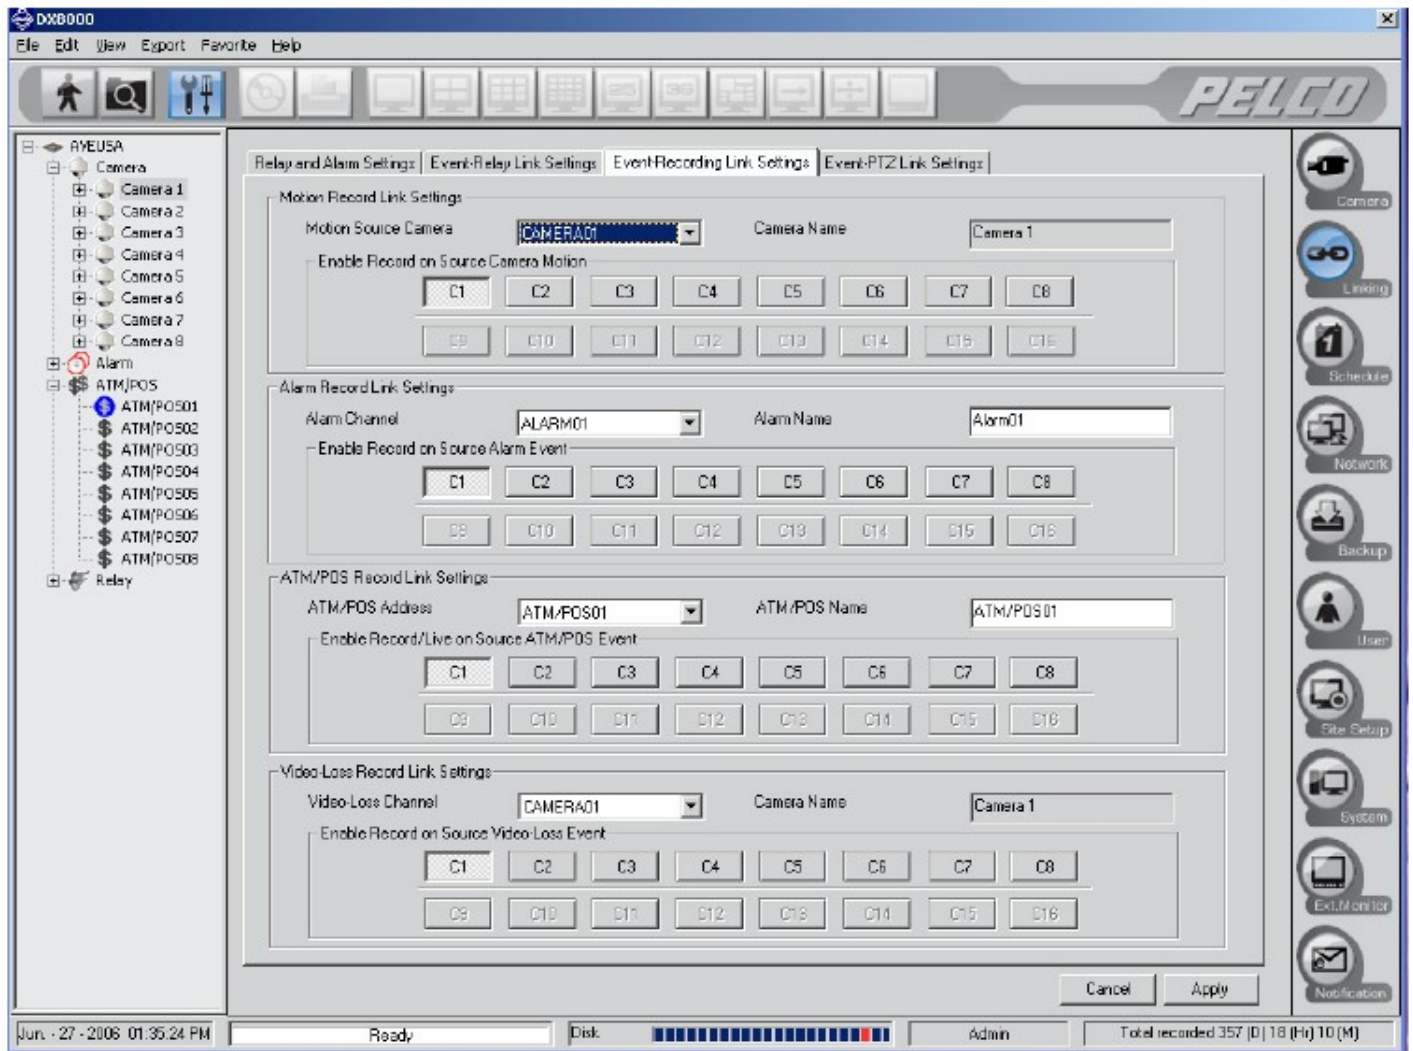 DX8000
File Edit View Export Favorite Help
PELCO
AVEUSA
Camera
Camera 1
Camera 2
Camera 3
Camera 4
Camera 5
Camera 6
Camera 7
Camera 8
Alarm
ATM/POS
ATM/POS01
ATM/POS02
ATM/POS03
ATM/POS04
ATM/POS05
ATM/POS06
ATM/POS07
ATM/POS08
Relay
Relay and Alarm Settings Event-Relay Link Settings Event-Recording Link Settings Event-PTZ Link Settings
Motion Record Link Settings
Motion Source Camera CAMERA01 Camera Name Camera 1
Enable Record on Source Camera Motion
C1 C2 C3 C4 C5 C6 C7 C8
C9 C10 C11 C12 C13 C14 C15 C16
Alarm Record Link Settings
Alarm Channel ALARM01 Alarm Name Alarm01
Enable Record on Source Alarm Event
C1 C2 C3 C4 C5 C6 C7 C8
C9 C10 C11 C12 C13 C14 C15 C16
ATM/POS Record Link Settings
ATM/POS Address ATM/POS01 ATM/POS Name ATM/POS01
Enable Record/Live on Source ATM/POS Event
C1 C2 C3 C4 C5 C6 C7 C8
C9 C10 C11 C12 C13 C14 C15 C16
Video-Loss Record Link Settings
Video-Loss Channel CAMERA01 Camera Name Camera 1
Enable Record on Source Video-Loss Event
C1 C2 C3 C4 C5 C6 C7 C8
C9 C10 C11 C12 C13 C14 C15 C16
Cancel Apply
Camera
Linking
Schedule
Network
Backup
User
Site Setup
System
Ext.Monitor
Notification
Jun. - 27 - 2006 01:35:24 PM Ready Disk Admin Total recorded 357 (D) 18 (Hr) 10 (M)